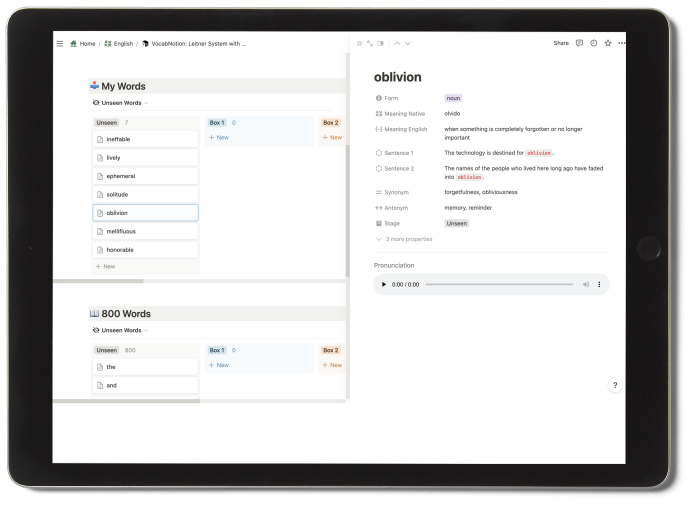 Home / English / VocabNotion: Leitner System with ...
Share
My Words
Unseen Words
Unseen 7
Box 1 0
Box 2
+ New
+ New
ineffable
lively
ephemeral
solitude
oblivion
mellifluous
honorable
+ New
800 Words
Unseen Words
Unseen 800
Box 1 0
Box 2
+ New
+ New
the
and
oblivion
Form noun
Meaning Native olvido
Meaning English when something is completely forgotten or no longer
important
Sentence 1 The technology is destined for oblivion.
Sentence 2 The names of the people who lived here long ago have faded
into oblivion.
Synonym forgetfulness, obliviousness
Antonym memory, reminder
Stage Unseen
3 more properties
Pronunciation
0:00 / 0:00
?